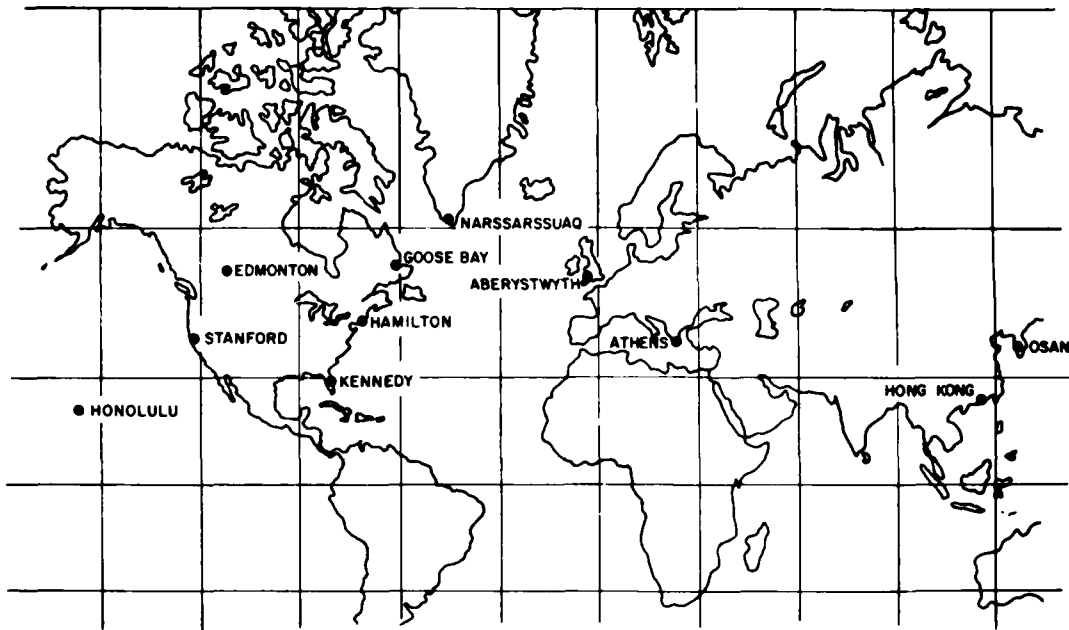 NARSSARSSUAQ
GOOSE BAY
EDMONTON
ABERYSTWYTH
HAMILTON
STANFORD
ATHENS
OSAN
KENNEDY
HONG KONG
HONOLULU